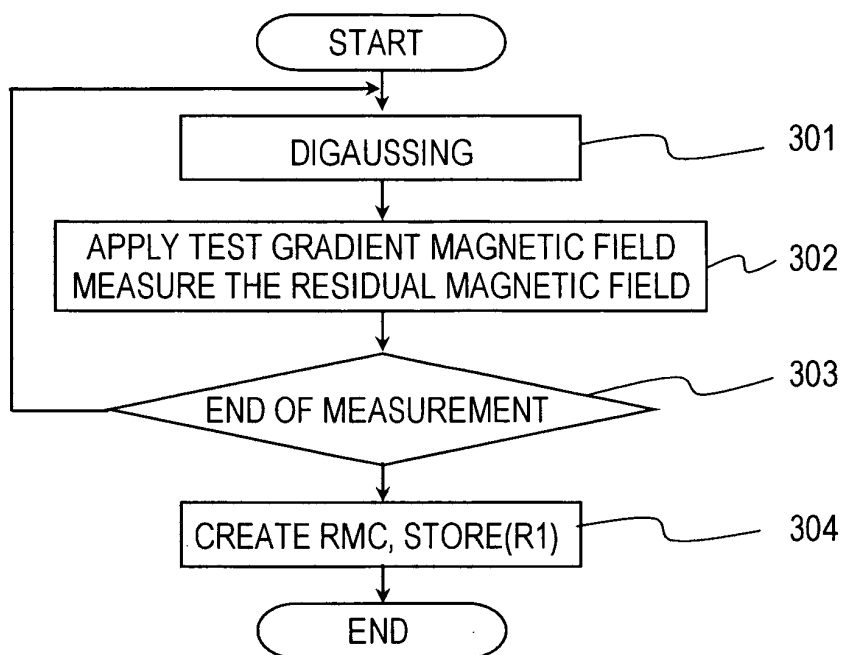 START
DIGAUSSING
301
APPLY TEST GRADIENT MAGNETIC FIELD
MEASURE THE RESIDUAL MAGNETIC FIELD
302
END OF MEASUREMENT
303
CREATE RMC, STORE(R1)
304
END